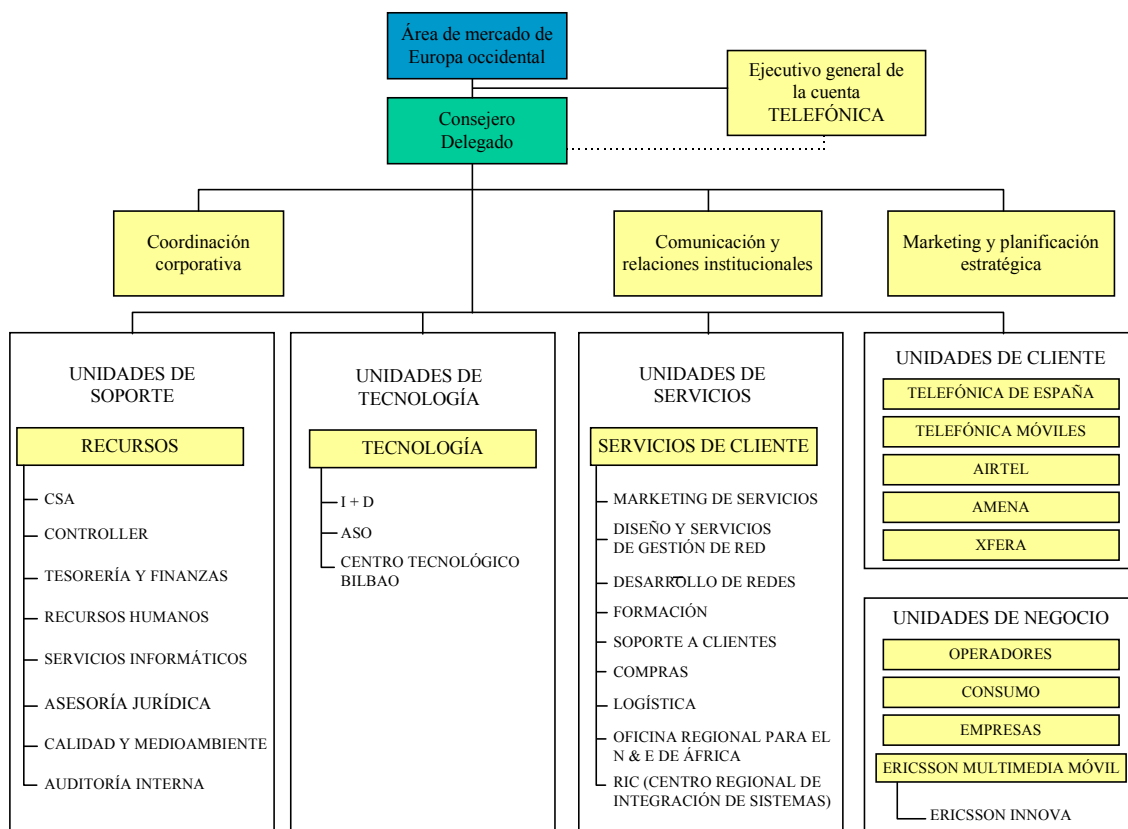 Área de mercado de
Europa occidental
Ejecutivo general de
la cuenta
TELEFÓNICA
Consejero
Delegado
Coordinación
corporativa
Comunicación y
relaciones institucionales
Marketing y planificación
estratégica
UNIDADES DE
SOPORTE
RECURSOS
CSA
CONTROLLER
TESORERÍA Y FINANZAS
RECURSOS HUMANOS
SERVICIOS INFORMÁTICOS
ASESORÍA JURÍDICA
CALIDAD Y MEDIOAMBIENTE
AUDITORÍA INTERNA
UNIDADES DE
TECNOLOGÍA
TECNOLOGÍA
I + D
ASO
CENTRO TECNOLÓGICO
BILBAO
UNIDADES DE
SERVICIOS
SERVICIOS DE CLIENTE
MARKETING DE SERVICIOS
DISEÑO Y SERVICIOS
DE GESTIÓN DE RED
DESARROLLO DE REDES
FORMACIÓN
SOPORTE A CLIENTES
COMPRAS
LOGÍSTICA
OFICINA REGIONAL PARA EL
N & E DE ÁFRICA
RIC (CENTRO REGIONAL DE
INTEGRACIÓN DE SISTEMAS)
UNIDADES DE CLIENTE
TELEFÓNICA DE ESPAÑA
TELEFÓNICA MÓVILES
AIRTEL
AMENA
XFERA
UNIDADES DE NEGOCIO
OPERADORES
CONSUMO
EMPRESAS
ERICSSON MULTIMEDIA MÓVIL
ERICSSON INNOVA